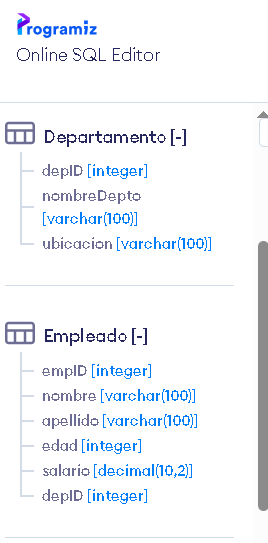 Programiz
Online SQL Editor
Departamento [-]
depID [integer]
nombreDepto
[varchar(100)]
ubicacion [varchar(100)]
Empleado [-]
empID [integer]
nombre [varchar(100)]
apellido [varchar(100)]
edad [integer]
salario [decimal(10,2)]
depID [integer]